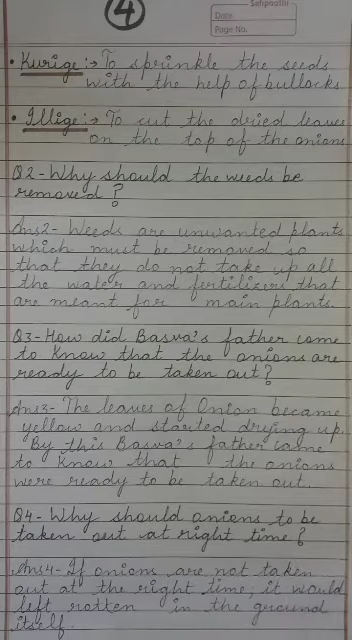 4
Satpaathi
Date
Page No.
• Kurige :→ To sprinkle the seeds
with the help of bullocks
• Illige :→ To cut the dried leaves
on the top of the onions
Q2- Why should the weeds be
removed ?
Ans2- Weeds are unwanted plants
which must be removed so
that they do not take up all
the water and fertilizers that
are meant for main plants.
Q3- How did Basva's father come
to know that the onions are
ready to be taken out?
Ans3- The leaves of Onion became
yellow and started drying up.
By this Basva's father came
to know that the onions
were ready to be taken out.
Q4- Why should onions to be
taken out at right time ?
Ans4- If onions are not taken
out at the right time, it would
left rotten in the ground
itself.